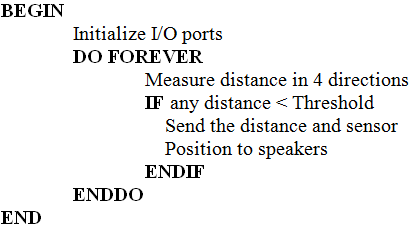 BEGIN
Initialize I/O ports
DO FOREVER
Measure distance in 4 directions
IF any distance < Threshold
Send the distance and sensor
Position to speakers
ENDIF
ENDDO
END